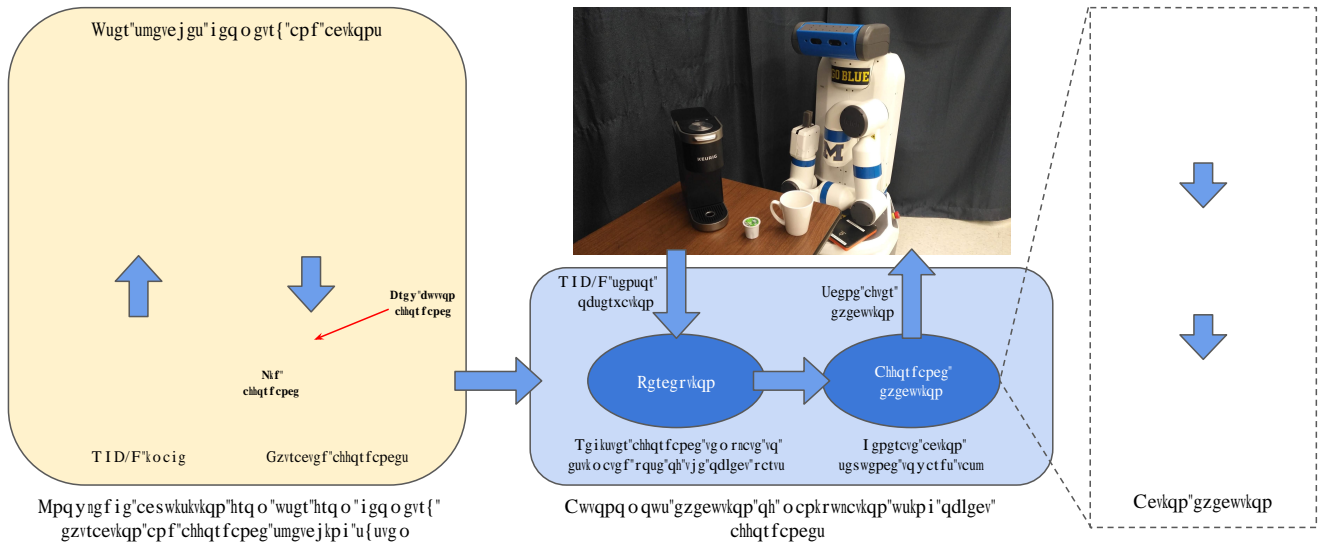 Wugt"umgvejgu"igqogvt{"cpf"cevkqpu
Dtgy"dwvvqp
chhqtfcpeg
Nkf"
chhqtfcpeg
TID/F"kocig
Gzvtcevgf"chhqtfcpegu
Mpqyngfig"ceswkukvkqp"htqo"wugt"htqo"igqogvt{"
gzvtcevkqp"cpf"chhqtfcpeg"umgvejkpi"u{uvgo
GO BLUE
M
KEURIG
TID/F"ugpuqt"
qdugtxcvkqp
Uegpg"chvgt"
gzgewvkqp
Rgtegrvkqp
Chhqtfcpeg"
gzgewvkqp
Tgikuvgt"chhqtfcpeg"vgorncvg"vq"
guvkocvgf"rqug"qh"vjg"qdlgev"rctvu
Igpgtcvg"cevkqp"
ugswgpeg"vqyctfu"vcum
Cwvqpqoqwu"gzgewvkqp"qh"ocpkrwncvkqp"wukpi"qdlgev"
chhqtfcpegu
Cevkqp"gzgewvkqp